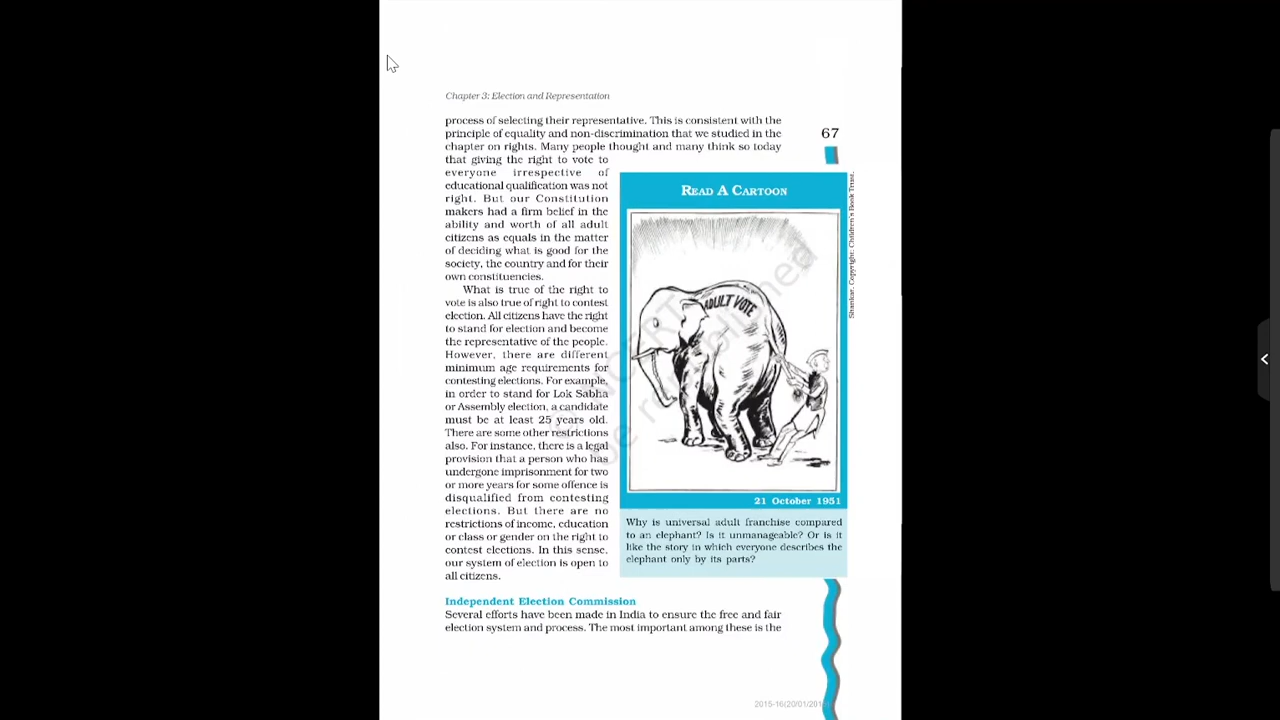 Chapter 3: Election and Representation
67
process of selecting their representative. This is consistent with the
principle of equality and non-discrimination that we studied in the
chapter on rights. Many people thought and many think so today
that giving the right to vote to
everyone irrespective of
educational qualification was not
right. But our Constitution
makers had a firm belief in the
ability and worth of all adult
citizens as equals in the matter
of deciding what is good for the
society, the country and for their
own constituencies.
What is true of the right to
vote is also true of right to contest
election. All citizens have the right
to stand for election and become
the representative of the people.
However, there are different
minimum age requirements for
contesting elections. For example,
in order to stand for Lok Sabha
or Assembly election, a candidate
must be at least 25 years old.
There are some other restrictions
also. For instance, there is a legal
provision that a person who has
undergone imprisonment for two
or more years for some offence is
disqualified from contesting
elections. But there are no
restrictions of income, education
or class or gender on the right to
contest elections. In this sense,
our system of election is open to
all citizens.
READ A CARTOON
ADULT VOTE
Shankar. Copyright: Children's Book Trust.
21 October 1951
Why is universal adult franchise compared
to an elephant? Is it unmanageable? Or is it
like the story in which everyone describes the
elephant only by its parts?
Independent Election Commission
Several efforts have been made in India to ensure the free and fair
election system and process. The most important among these is the